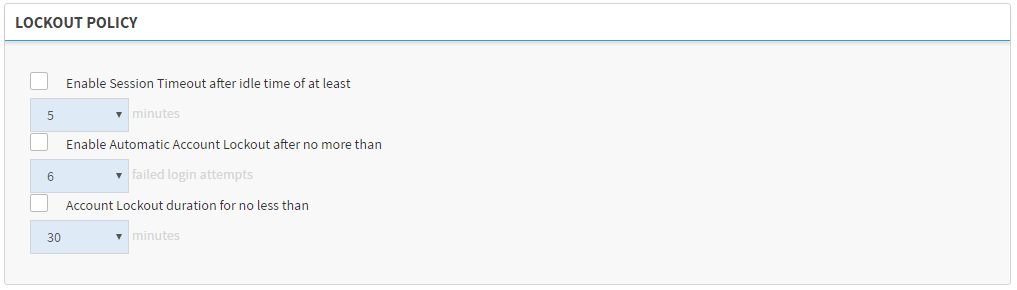 LOCKOUT POLICY
Enable Session Timeout after idle time of at least
5 minutes
Enable Automatic Account Lockout after no more than
6 failed login attempts
Account Lockout duration for no less than
30 minutes